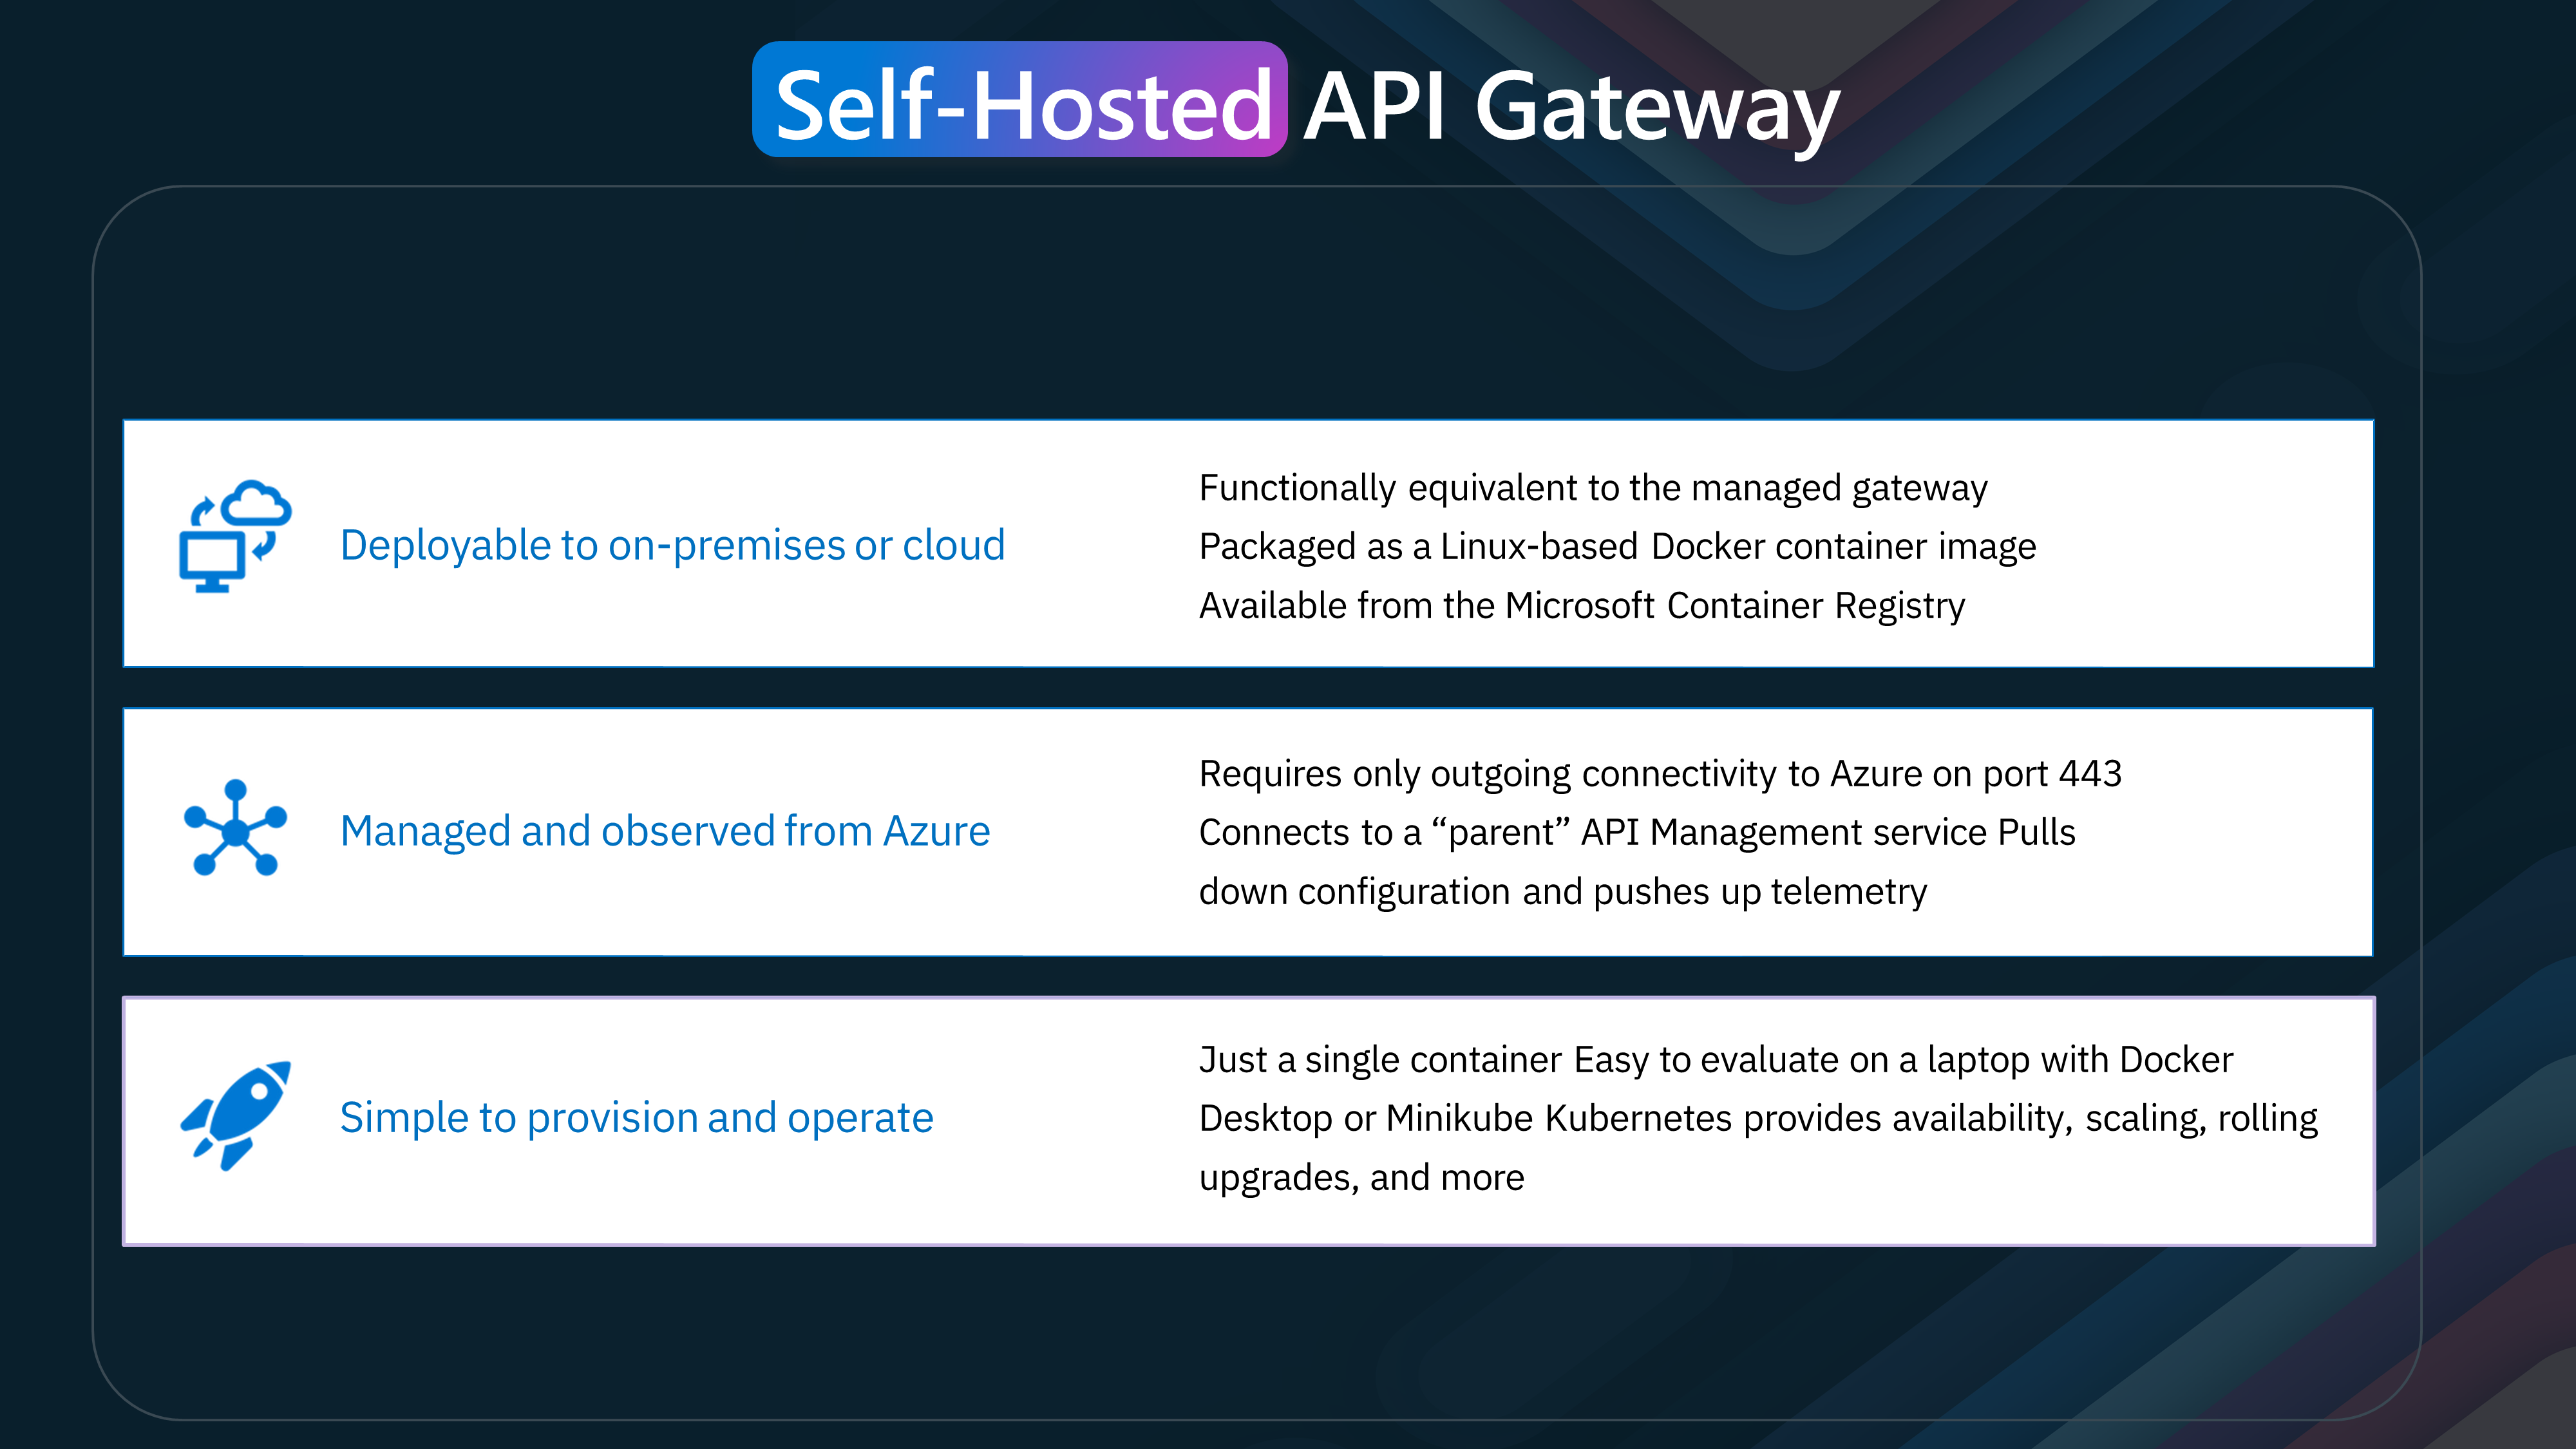 Self-Hosted API Gateway
Deployable to on-premises or cloud
Functionally equivalent to the managed gateway
Packaged as a Linux-based Docker container image
Available from the Microsoft Container Registry
Managed and observed from Azure
Requires only outgoing connectivity to Azure on port 443
Connects to a “parent” API Management service Pulls
down configuration and pushes up telemetry
Simple to provision and operate
Just a single container Easy to evaluate on a laptop with Docker
Desktop or Minikube Kubernetes provides availability, scaling, rolling
upgrades, and more